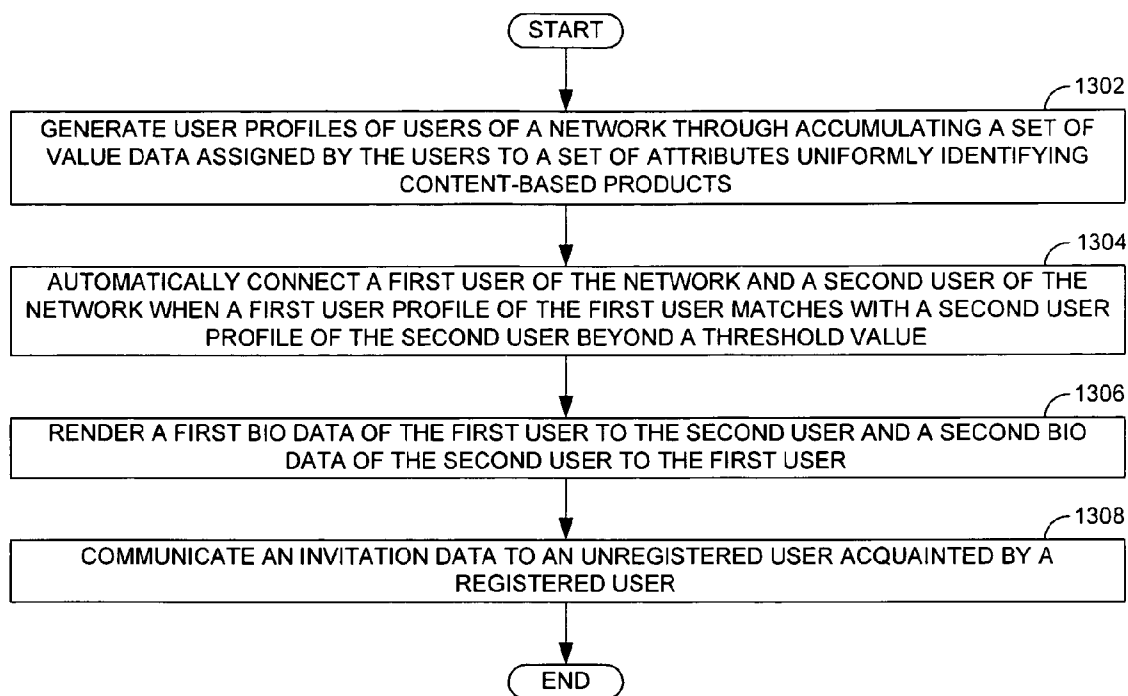 START
1302
GENERATE USER PROFILES OF USERS OF A NETWORK THROUGH ACCUMULATING A SET OF
VALUE DATA ASSIGNED BY THE USERS TO A SET OF ATTRIBUTES UNIFORMLY IDENTIFYING
CONTENT-BASED PRODUCTS
1304
AUTOMATICALLY CONNECT A FIRST USER OF THE NETWORK AND A SECOND USER OF THE
NETWORK WHEN A FIRST USER PROFILE OF THE FIRST USER MATCHES WITH A SECOND USER
PROFILE OF THE SECOND USER BEYOND A THRESHOLD VALUE
1306
RENDER A FIRST BIO DATA OF THE FIRST USER TO THE SECOND USER AND A SECOND BIO
DATA OF THE SECOND USER TO THE FIRST USER
1308
COMMUNICATE AN INVITATION DATA TO AN UNREGISTERED USER ACQUAINTED BY A
REGISTERED USER
END